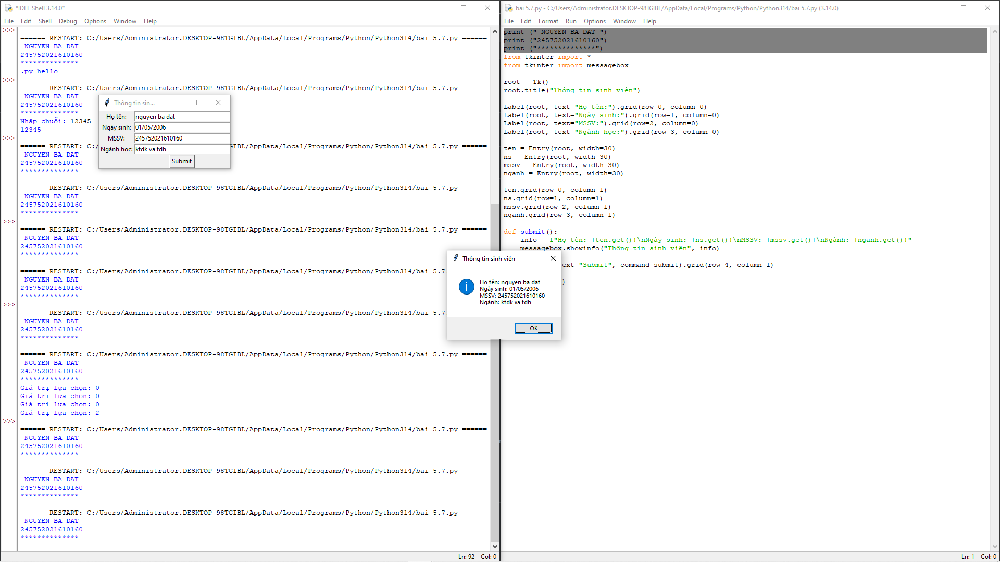 *IDLE Shell 3.14.0*
File Edit Shell Debug Options Window Help
>>>
====== RESTART: C:/Users/Administrator.DESKTOP-98TGIBL/AppData/Local/Programs/Python/Python314/bai 5.7.py ======
NGUYEN BA DAT
245752021610160
**************
.py hello
>>>
====== RESTART: C:/Users/Administrator.DESKTOP-98TGIBL/AppData/Local/Programs/Python/Python314/bai 5.7.py ======
NGUYEN BA DAT
245752021610160
**************
Nhập chuỗi: 12345
12345
>>>
====== RESTART: C:/ TGIBL/AppData/Local/Programs/Python/Python314/bai 5.7.py ======
NGUYEN BA DAT
245752021610160
**************
====== RESTART: C:/Users/Administrator.DESKTOP-98TGIBL/AppData/Local/Programs/Python/Python314/bai 5.7.py ======
NGUYEN BA DAT
245752021610160
**************
>>>
====== RESTART: C:/Users/Administrator.DESKTOP-98TGIBL/AppData/Local/Programs/Python/Python314/bai 5.7.py ======
NGUYEN BA DAT
245752021610160
**************
====== RESTART: C:/Users/Administrator.DESKTOP-98TGIBL/AppData/Local/Programs/Python/Python314/bai 5.7.
NGUYEN BA DAT
245752021610160
**************
>>>
====== RESTART: C:/Users/Administrator.DESKTOP-98TGIBL/AppData/Local/Programs/Python/Python314/bai 5.7.
NGUYEN BA DAT
245752021610160
**************
====== RESTART: C:/Users/Administrator.DESKTOP-98TGIBL/AppData/Local/Programs/Python/Python314/bai 5.7.py ======
NGUYEN BA DAT
245752021610160
**************
Giá trị lựa chọn: 0
Giá trị lựa chọn: 0
Giá trị lựa chọn: 0
Giá trị lựa chọn: 2
>>>
====== RESTART: C:/Users/Administrator.DESKTOP-98TGIBL/AppData/Local/Programs/Python/Python314/bai 5.7.py ======
NGUYEN BA DAT
245752021610160
**************
====== RESTART: C:/Users/Administrator.DESKTOP-98TGIBL/AppData/Local/Programs/Python/Python314/bai 5.7.py ======
NGUYEN BA DAT
245752021610160
**************
====== RESTART: C:/Users/Administrator.DESKTOP-98TGIBL/AppData/Local/Programs/Python/Python314/bai 5.7.py ======
NGUYEN BA DAT
245752021610160
**************
Ln: 92 Col: 0
Thông tin sin...
Họ tên: nguyen ba dat
Ngày sinh: 01/05/2006
MSSV: 245752021610160
Ngành học: ktdk va tdh
Submit
bai 5.7.py - C:/Users/Administrator.DESKTOP-98TGIBL/AppData/Local/Programs/Python/Python314/bai 5.7.py (3.14.0)
File Edit Format Run Options Window Help
print (" NGUYEN BA DAT ")
print ("245752021610160")
print ("**************")
from tkinter import *
from tkinter import messagebox
root = Tk()
root.title("Thông tin sinh viên")
Label(root, text="Họ tên:").grid(row=0, column=0)
Label(root, text="Ngày sinh:").grid(row=1, column=0)
Label(root, text="MSSV:").grid(row=2, column=0)
Label(root, text="Ngành học:").grid(row=3, column=0)
ten = Entry(root, width=30)
ns = Entry(root, width=30)
mssv = Entry(root, width=30)
nganh = Entry(root, width=30)
ten.grid(row=0, column=1)
ns.grid(row=1, column=1)
mssv.grid(row=2, column=1)
nganh.grid(row=3, column=1)
def submit():
info = f"Họ tên: {ten.get()}\nNgày sinh: {ns.get()}\nMSSV: {mssv.get()}\nNgành: {nganh.get()}"
messagebox.showinfo("Thông tin sinh viên", info)
ext="Submit", command=submit).grid(row=4, column=1)
)
Ln: 1 Col: 0
Thông tin sinh viên
Họ tên: nguyen ba dat
Ngày sinh: 01/05/2006
MSSV: 245752021610160
Ngành: ktdk va tdh
OK